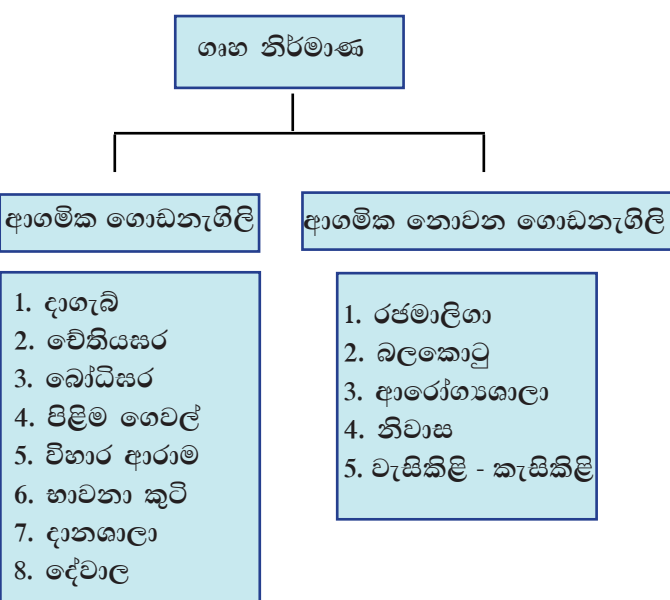 ගෘහ නිර්මාණ
ආගමික ගොඩනැගිලි
ආගමික නොවන ගොඩනැගිලි
1. දාගැබ්
2. චේතියඝර
3. බෝධිඝර
4. පිළිම ගෙවල්
5. විහාර ආරාම
6. භාවනා කුටි
7. දානශාලා
8. දේවාල
1. රජමාලිගා
2. බලකොටු
3. ආරෝග්‍යශාලා
4. නිවාස
5. වැසිකිළි - කැසිකිළි